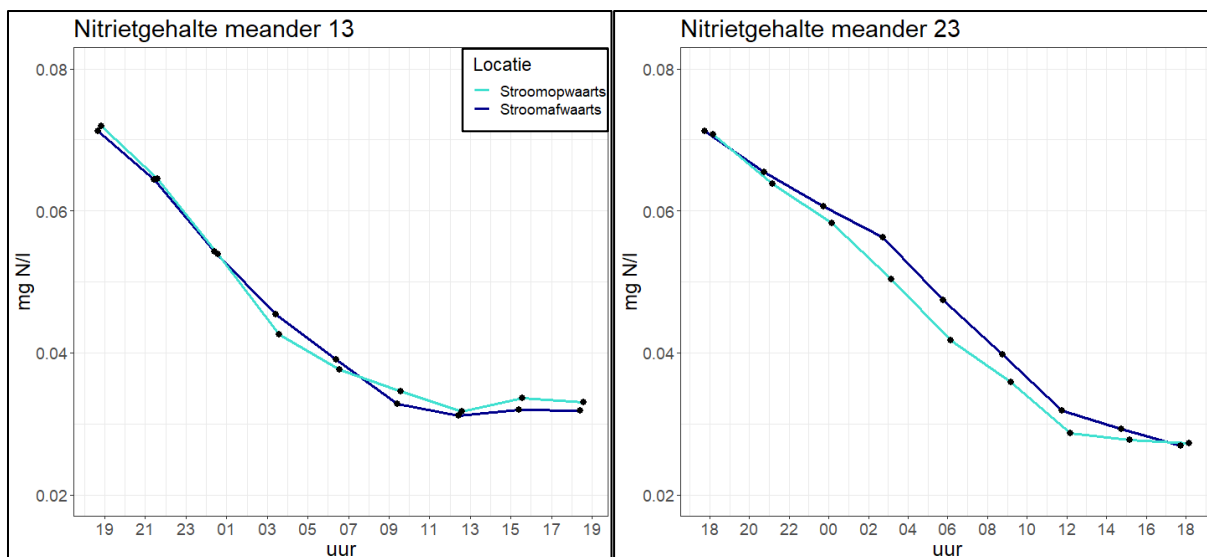 Nitrietgehalte meander 13
Locatie
Stroomopwaarts
Stroomafwaarts
0.08
0.06
0.04
0.02
mg N/l
19 21 23 01 03 05 07 09 11 13 15 17 19
uur
Nitrietgehalte meander 23
0.08
0.06
0.04
0.02
mg N/l
18 20 22 00 02 04 06 08 10 12 14 16 18
uur